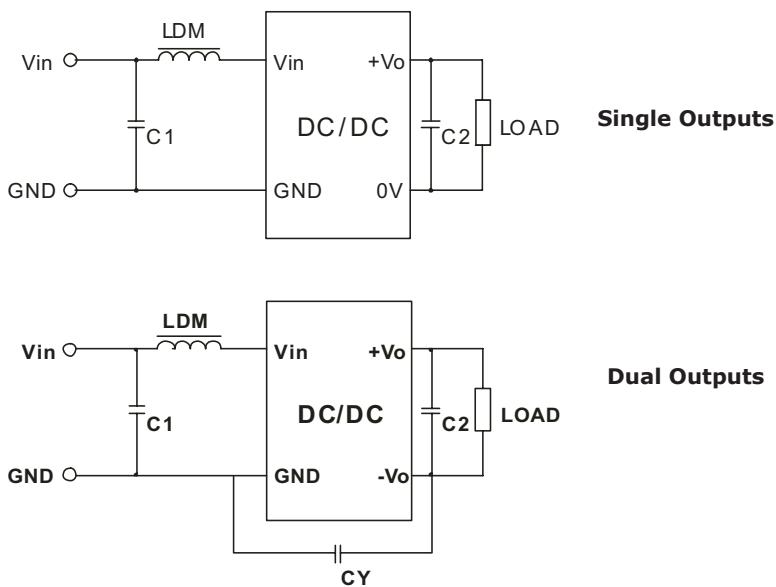 LDM
Vin
Vin
+Vo
C1
DC/DC
C2
LOAD
Single Outputs
GND
GND
0V
LDM
Vin
Vin
+Vo
Dual Outputs
C1
DC/DC
C2
LOAD
GND
GND
-Vo
CY